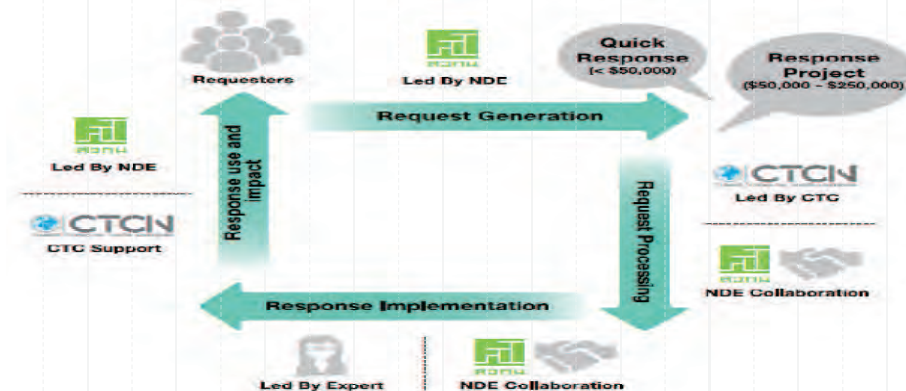 Requesters
Led By NDE
Quick
Response
(< $50,000)
Response
Project
($50,000 - $250,000)
Request Generation
Led By NDE
CTCN
CTC Support
Response use and
impact
Request Processing
CTCN
Led By CTC
NDE Collaboration
Response Implementation
Led By Expert
NDE Collaboration